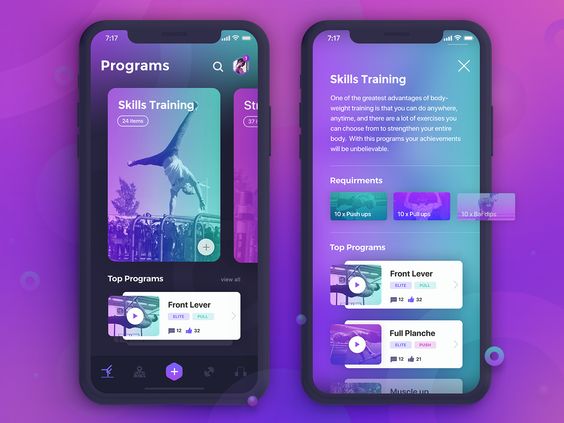 7:17
Programs
Skills Training
24 items
St
37
Top Programs
view all
Front Lever
ELITE
PULL
12
32
7:17
Skills Training
One of the greatest advantages of body-
weight training is that you can do anywhere,
anytime, and there are a lot of exercises you
can choose from to strengthen your entire
body. With this programs your achievements
will be unbelievable.
Requirments
10 x Push ups
10 x Pull ups
10 x Bar dips
Top Programs
Front Lever
ELITE
PULL
12
32
Full Planche
ELITE
PUSH
12
21
Muscle up